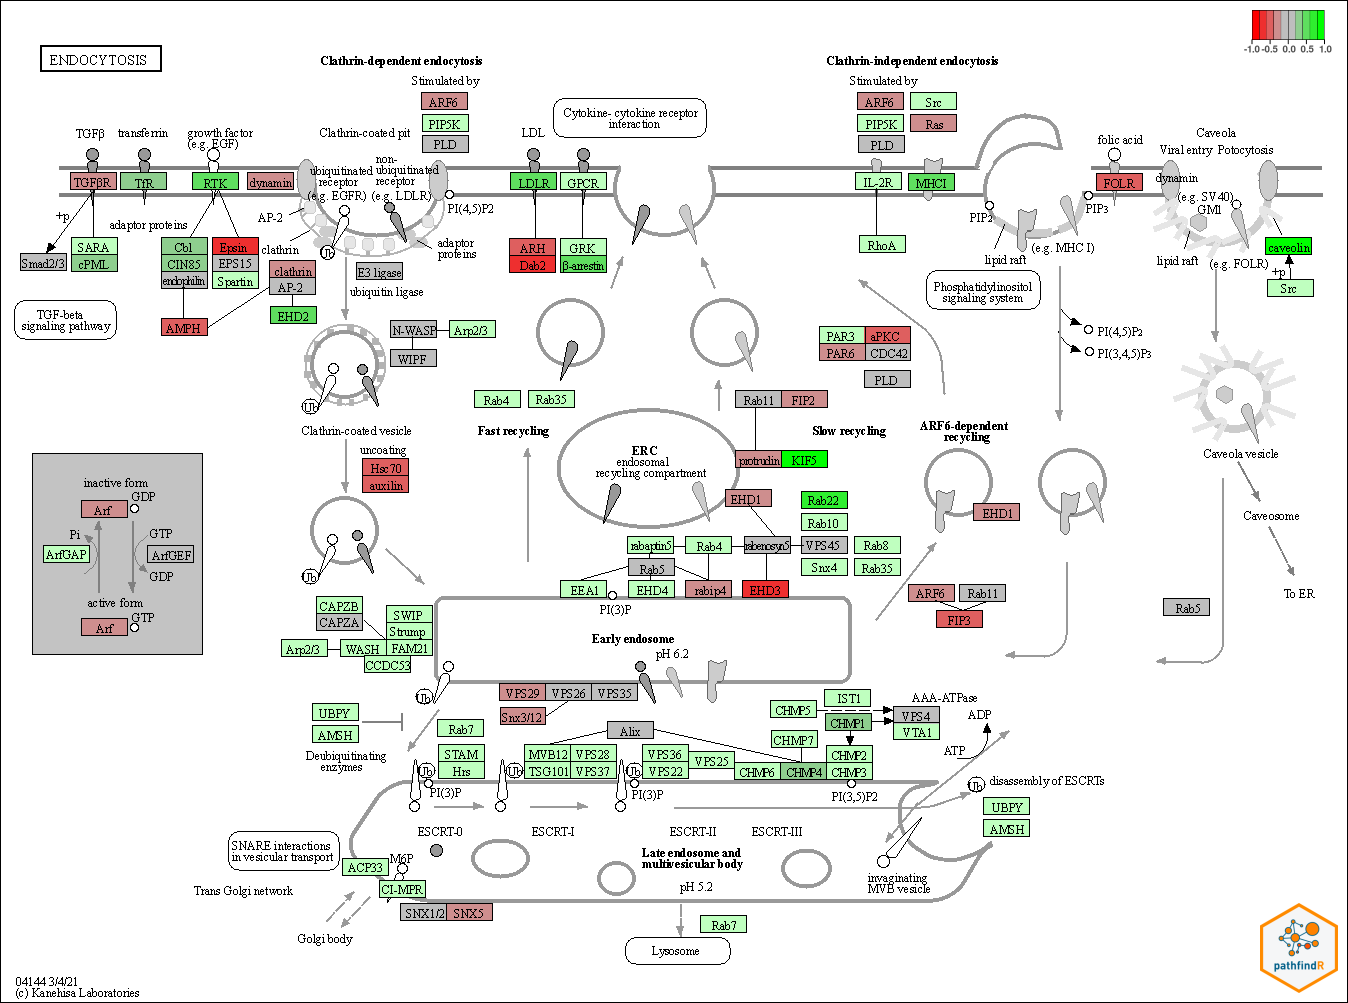 -1.0 -0.5 0.0 0.5 1.0
ENDOCYTOSIS
Clathrin-dependent endocytosis
Stimulated by
ARF6
PIP5K
PLD
Clathrin-independent endocytosis
Stimulated by
ARF6
Src
PIP5K
Ras
PLD
Cytokine- cytokine receptor
interaction
TGFβ
transferrin
growth factor
(e.g. EGF)
Clathrin-coated pit
LDL
folic acid
Caveola
Viral entry Potocytosis
TGFβR
TfR
RTK
dynamin
ubiquitinated
receptor
(e.g. EGFR)
non-
ubiquitinated
receptor
(e.g. LDLR)
LDLR
GPCR
IL-2R
MHCI
FOLR
dynamin
(e.g. SV40)
GM1
PI(4,5)P2
PIP2
PIP3
+p
adaptor proteins
AP-2
clathrin
Ub
adaptor
proteins
Smad2/3
SARA
cPML
Cbl
CIN85
endophilin
Epsin
EPS15
Spartin
AMPH
clathrin
AP-2
EHD2
E3 ligase
ubiquitin ligase
ARH
Dab2
GRK
β-arrestin
RhoA
lipid raft
(e.g. MHC I)
lipid raft
(e.g. FOLR)
caveolin
+p
Src
TGF-beta
signaling pathway
Phosphatidylinositol
signaling system
N-WASP
Arp2/3
WIPF
PAR3
aPKC
PAR6
CDC42
PLD
PI(4,5)P2
PI(3,4,5)P3
Ub
Clathrin-coated vesicle
uncoating
Hsc70
auxilin
Rab4
Rab35
Fast recycling
ERC
endosomal
recycling compartment
Rab11
FIP2
Slow recycling
protrudin
KIF5
ARF6-dependent
recycling
Caveola vesicle
Caveosome
To ER
inactive form
Arf
GDP
Pi
GTP
ArfGAP
ArfGEF
GDP
active form
Arf
GTP
Ub
EHD1
Rab22
Rab10
rabaptin5
Rab4
rabenosyn5
VPS45
Rab8
Rab5
Snx4
Rab35
EEA1
EHD4
rabip4
EHD3
PI(3)P
EHD1
ARF6
Rab11
FIP3
Rab5
CAPZB
CAPZA
SWIP
Strump
Arp2/3
WASH
FAM21
CCDC53
Early endosome
pH 6.2
Ub
VPS29
VPS26
VPS35
Snx3/12
UBPY
AMSH
Deubiquitinating
enzymes
Rab7
STAM
Hrs
Ub
PI(3)P
Alix
MVB12
VPS28
TSG101
VPS37
Ub
VPS36
VPS22
VPS25
Ub
PI(3)P
CHMP5
CHMP7
CHMP6
CHMP4
IST1
CHMP1
CHMP2
CHMP3
PI(3,5)P2
AAA-ATPase
VPS4
VTA1
ADP
ATP
Ub
disassembly of ESCRTs
UBPY
AMSH
ESCRT-0
ESCRT-I
ESCRT-II
ESCRT-III
SNARE interactions
in vesicular transport
Late endosome and
multivesicular body
pH 5.2
invaginating
MVB vesicle
ACP33
M6P
CI-MPR
SNX1/2
SNX5
Trans Golgi network
Golgi body
Rab7
Lysosome
pathfindR
04144 3/4/21
(c) Kanehisa Laboratories